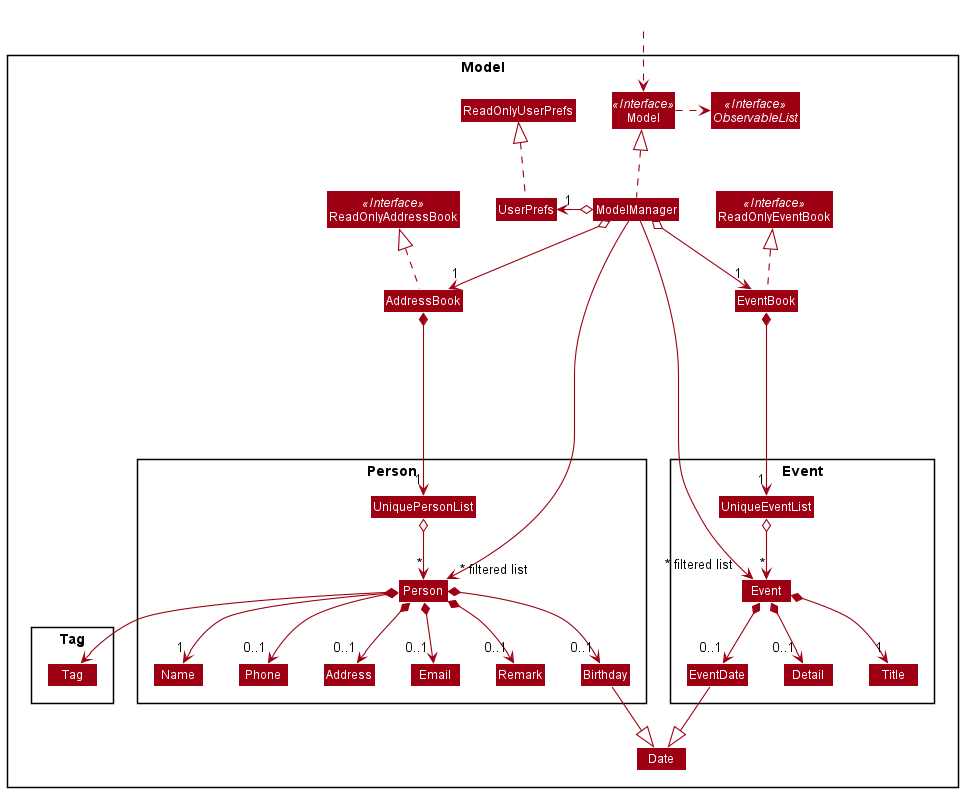 Model
«Interface»
Model
«Interface»
ObservableList
ReadOnlyUserPrefs
«Interface»
ReadOnlyAddressBook
UserPrefs
1
ModelManager
«Interface»
ReadOnlyEventBook
1
1
AddressBook
EventBook
Person
Event
1
1
UniquePersonList
UniqueEventList
*
* filtered list
* filtered list
*
Person
Event
Tag
1
0..1
0..1
0..1
0..1
0..1
0..1
0..1
1
Tag
Name
Phone
Address
Email
Remark
Birthday
EventDate
Detail
Title
Date